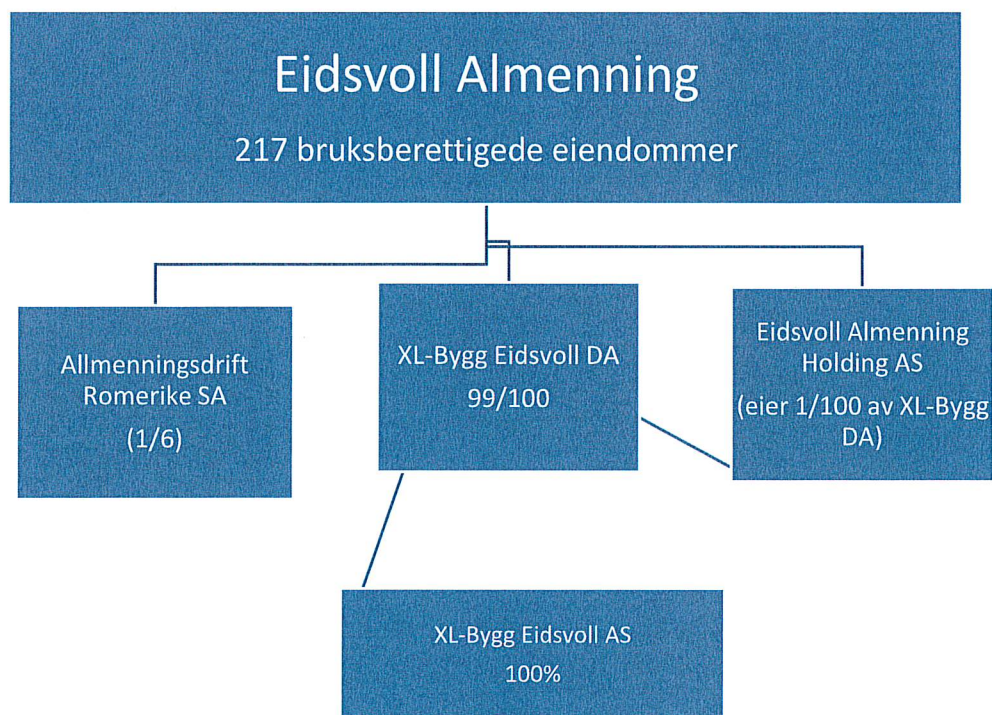 Eidsvoll Almenning
217 bruksberettigede eiendommer
Allmenningsdrift
Romerike SA
(1/6)
XL-Bygg Eidsvoll DA
99/100
Eidsvoll Almenning
Holding AS
(eier 1/100 av XL-Bygg
DA)
XL-Bygg Eidsvoll AS
100%